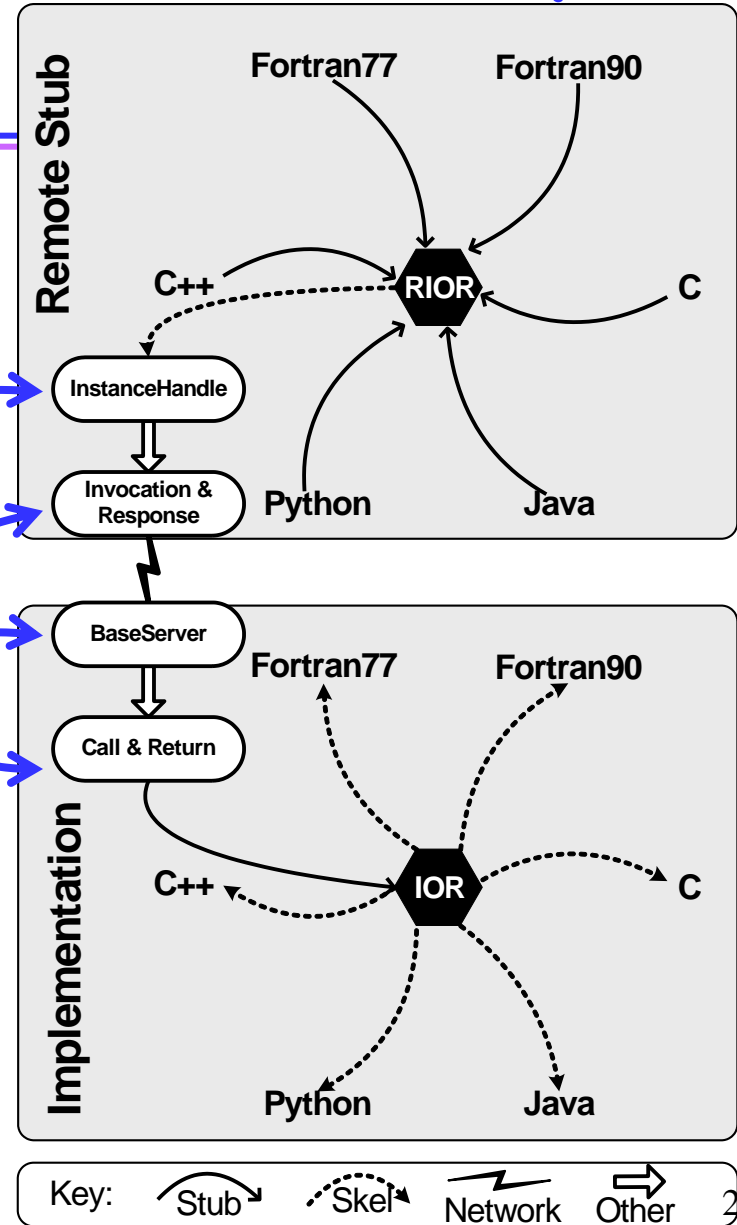 Remote Stub
Fortran77
Fortran90
C++
RIOR
C
InstanceHandle
Invocation &
Response
Python
Java
BaseServer
Fortran77
Fortran90
Call & Return
Implementation
C++
IOR
C
Python
Java
Key: Stub Skel Network Other 2